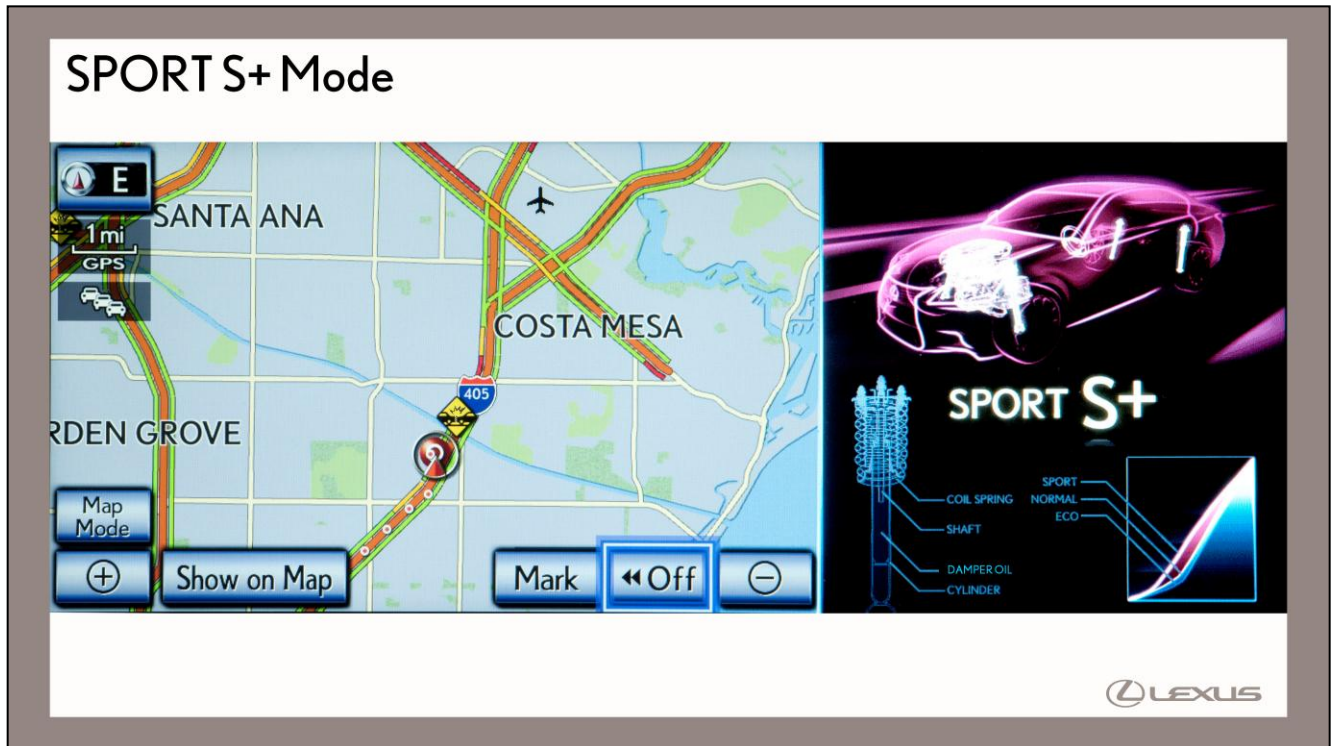 SPORT S+ Mode
E
SANTA ANA
1 mi
GPS
COSTA MESA
405
RDEN GROVE
Map
Mode
Show on Map
Mark
Off
SPORT S+
COIL SPRING
SHAFT
DAMPER OIL
CYLINDER
SPORT
NORMAL
ECO
LEXUS